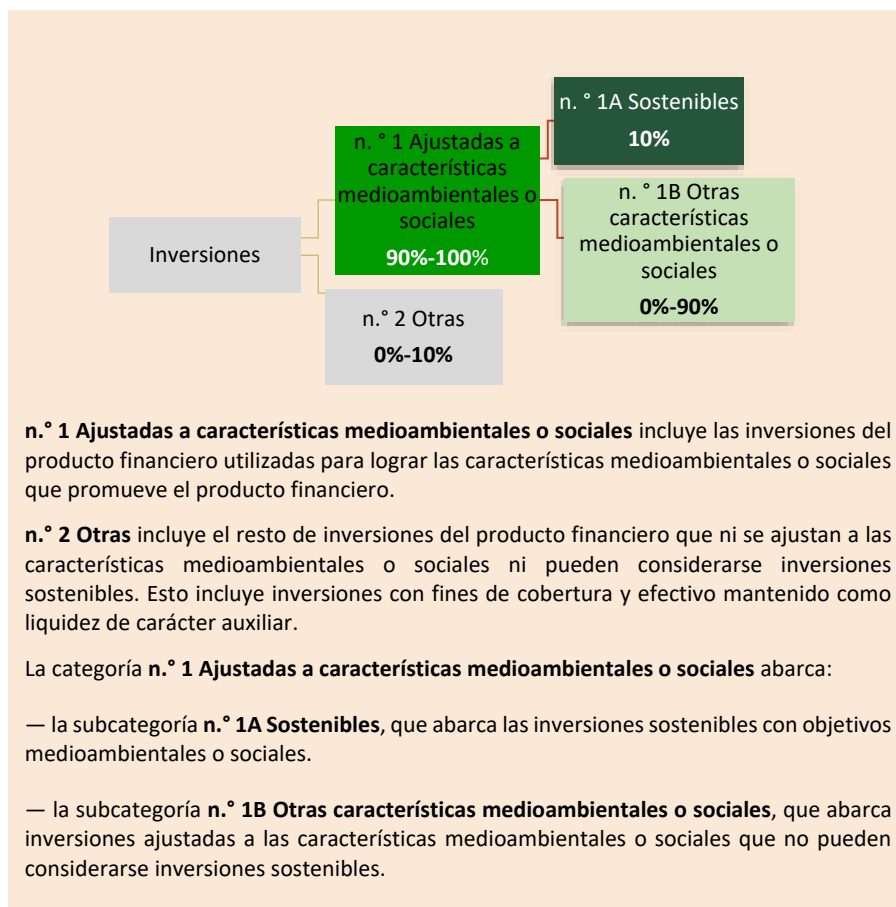 n. ° 1A Sostenibles
10%
n. ° 1 Ajustadas a
características
medioambientales o
sociales
90%-100%
n. ° 1B Otras
características
medioambientales o
sociales
0%-90%
Inversiones
n.° 2 Otras
0%-10%
n.° 1 Ajustadas a características medioambientales o sociales incluye las inversiones del
producto financiero utilizadas para lograr las características medioambientales o sociales
que promueve el producto financiero.
n.° 2 Otras incluye el resto de inversiones del producto financiero que ni se ajustan a las
características medioambientales o sociales ni pueden considerarse inversiones
sostenibles. Esto incluye inversiones con fines de cobertura y efectivo mantenido como
liquidez de carácter auxiliar.
La categoría n.° 1 Ajustadas a características medioambientales o sociales abarca:
— la subcategoría n.° 1A Sostenibles, que abarca las inversiones sostenibles con objetivos
medioambientales o sociales.
— la subcategoría n.° 1B Otras características medioambientales o sociales, que abarca
inversiones ajustadas a las características medioambientales o sociales que no pueden
considerarse inversiones sostenibles.